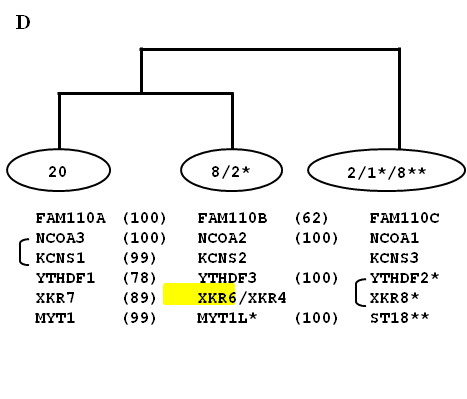 D
20 8/2* 2/1*/8**
FAM110A (100) FAM110B (62) FAM110C
NCOA3 (100) NCOA2 (100) NCOA1
KCNS1 (99) KCNS2 KCNS3
YTHDF1 (78) YTHDF3 (100) YTHDF2*
XKR7 (89) XKR6/XKR4 XKR8*
MYT1 (99) MYT1L* (100) ST18**